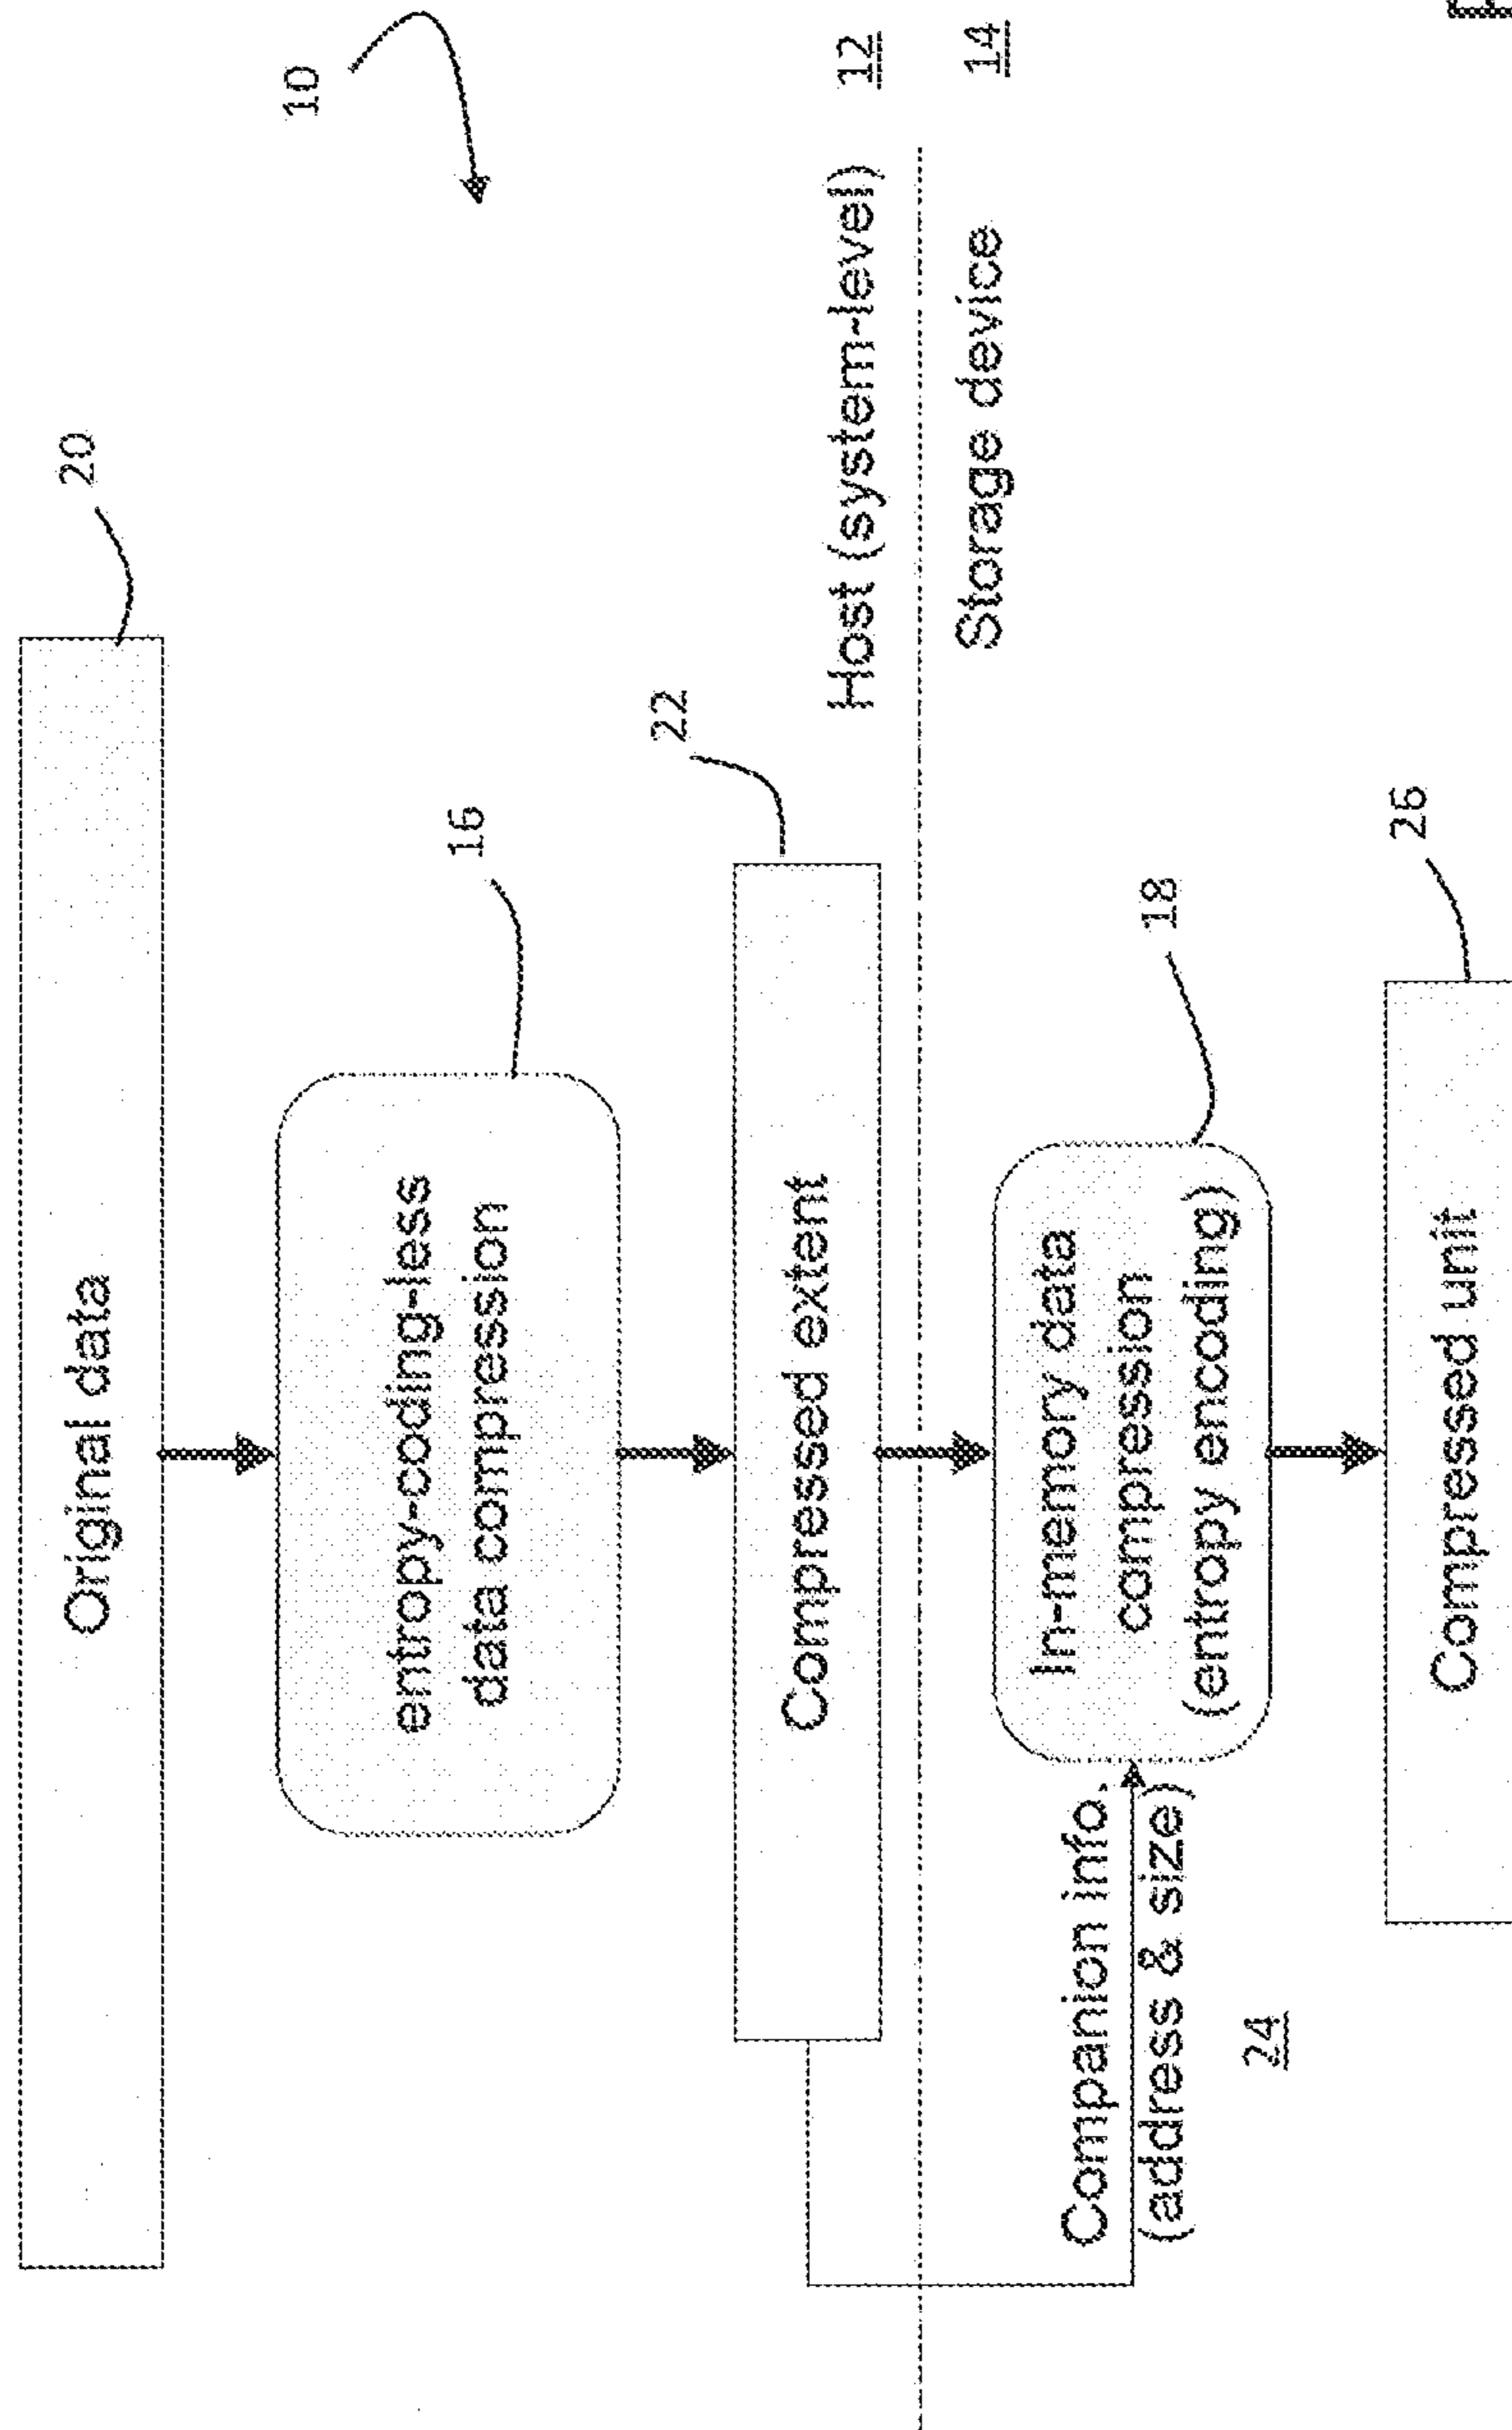 10
20
Original data
16
entropy-coding-less
data compression
22
Compressed extent
Host (system-level) 12
Storage device 14
18
In-memory data
compression
(entropy encoding)
Companion info.
(address & size)
24
26
Compressed unit